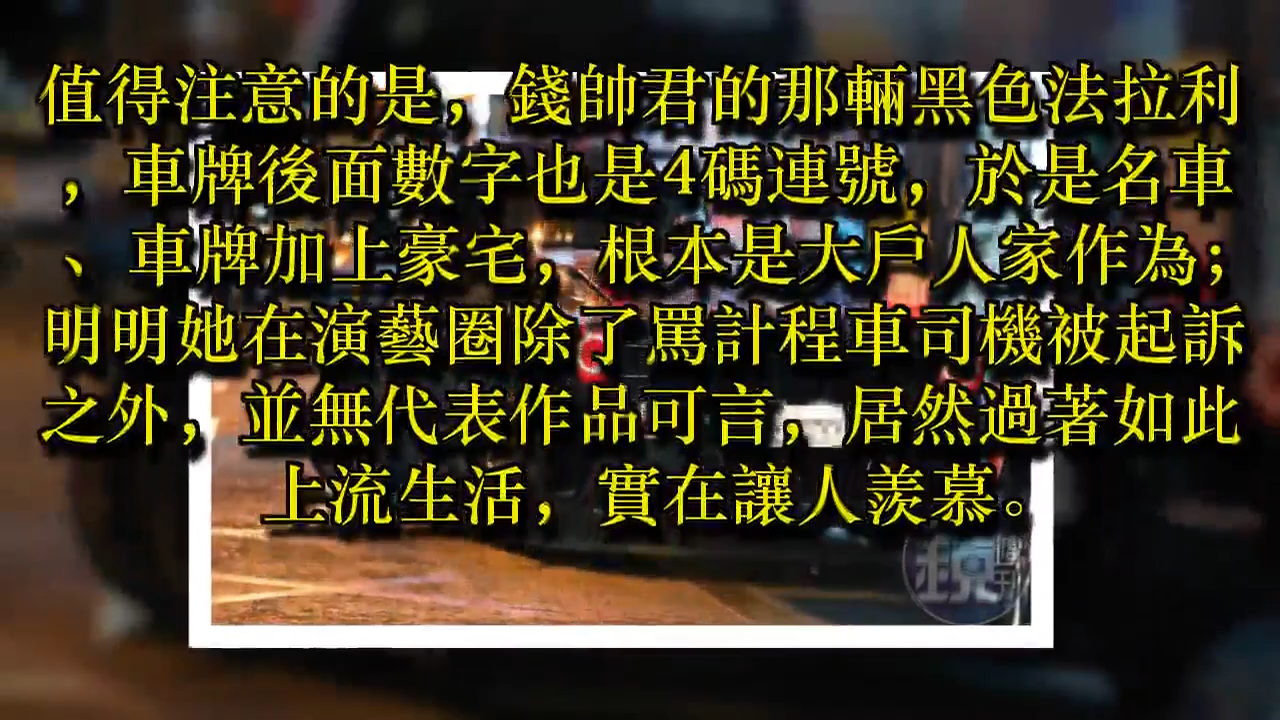 值得注意的是，錢帥君的那輛黑色法拉利
，車牌後面數字也是4碼連號，於是名車
、車牌加上豪宅，根本是大戶人家作為；
明明她在演藝圈除了罵計程車司機被起訴
之外，並無代表作品可言，居然過著如此
上流生活，實在讓人羨慕。
鏡